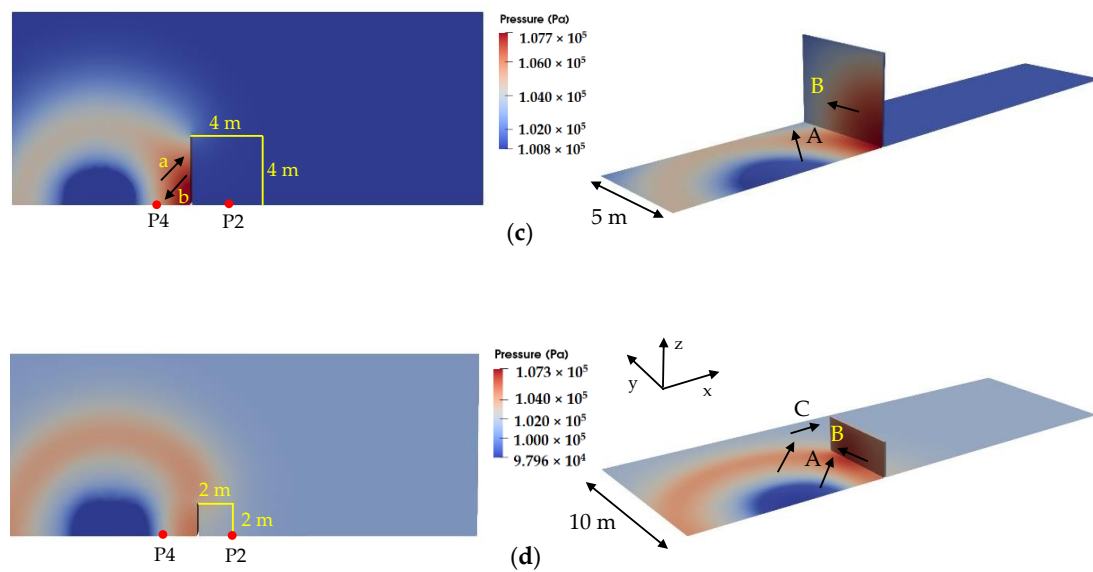 Pressure (Pa)
1.077 × 10⁵
1.060 × 10⁵
1.040 × 10⁵
1.020 × 10⁵
1.008 × 10⁵
4 m
4 m
a
b
P4
P2
B
A
5 m
(c)
Pressure (Pa)
1.073 × 10⁵
1.040 × 10⁵
1.020 × 10⁵
1.000 × 10⁵
9.796 × 10⁴
2 m
2 m
P4
P2
z
y
x
C
B
A
10 m
(d)